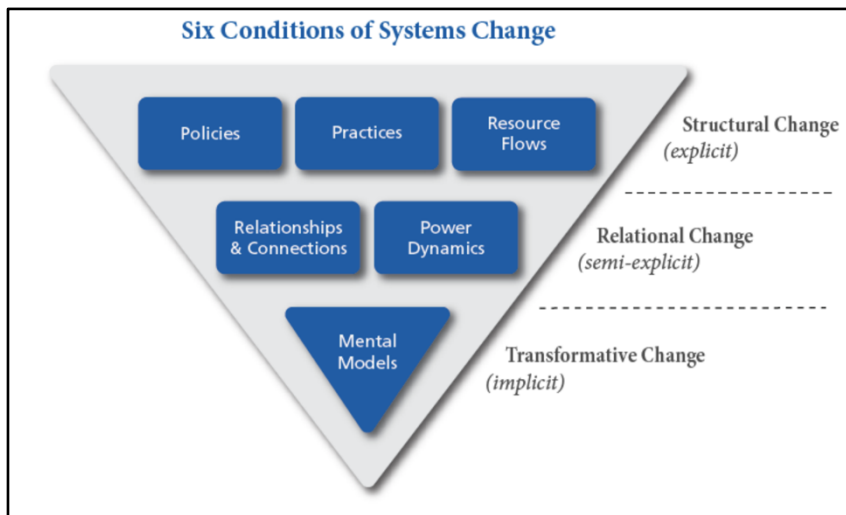 Six Conditions of Systems Change
Policies
Practices
Resource
Flows
Structural Change
(explicit)
Relationships
& Connections
Power
Dynamics
Relational Change
(semi-explicit)
Mental
Models
Transformative Change
(implicit)